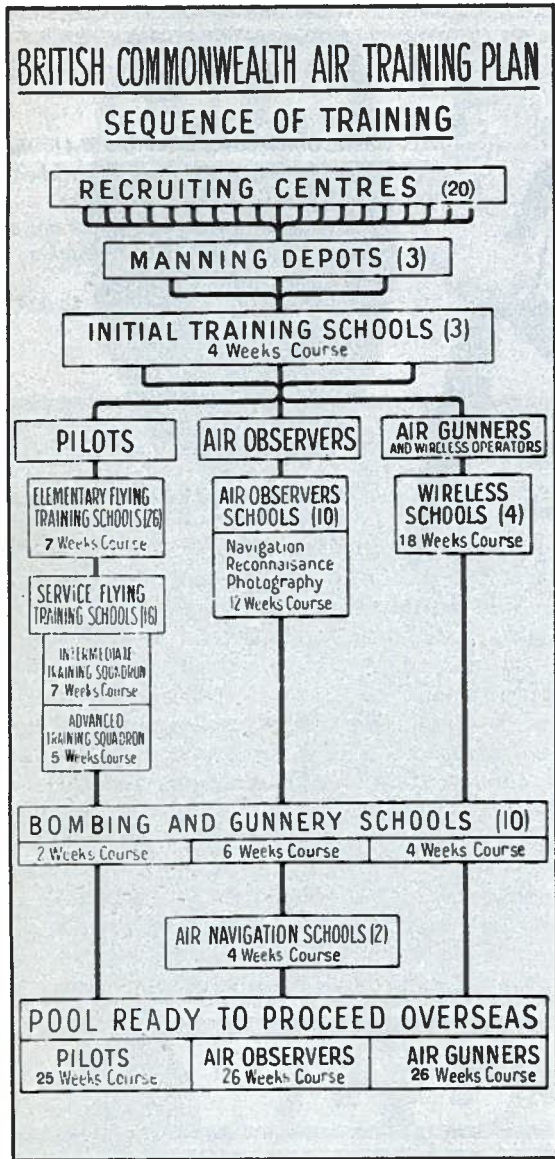 BRITISH COMMONWEALTH AIR TRAINING PLAN
SEQUENCE OF TRAINING
RECRUITING CENTRES (20)
MANNING DEPOTS (3)
INITIAL TRAINING SCHOOLS (3)
4 Weeks Course
PILOTS
ELEMENTARY FLYING
TRAINING SCHOOLS (26)
7 Weeks Course
SERVICE FLYING
TRAINING SCHOOLS (16)
INTERMEDIATE
TRAINING SQUADRON
7 Weeks Course
ADVANCED
TRAINING SQUADRON
5 Weeks Course
AIR OBSERVERS
AIR OBSERVERS
SCHOOLS (10)
Navigation
Reconnaisance
Photography
12 Weeks Course
AIR GUNNERS
AND WIRELESS OPERATORS
WIRELESS
SCHOOLS (4)
18 Weeks Course
BOMBING AND GUNNERY SCHOOLS (10)
2 Weeks Course
6 Weeks Course
4 Weeks Course
AIR NAVIGATION SCHOOLS (2)
4 Weeks Course
POOL READY TO PROCEED OVERSEAS
PILOTS
25 Weeks Course
AIR OBSERVERS
26 Weeks Course
AIR GUNNERS
26 Weeks Course